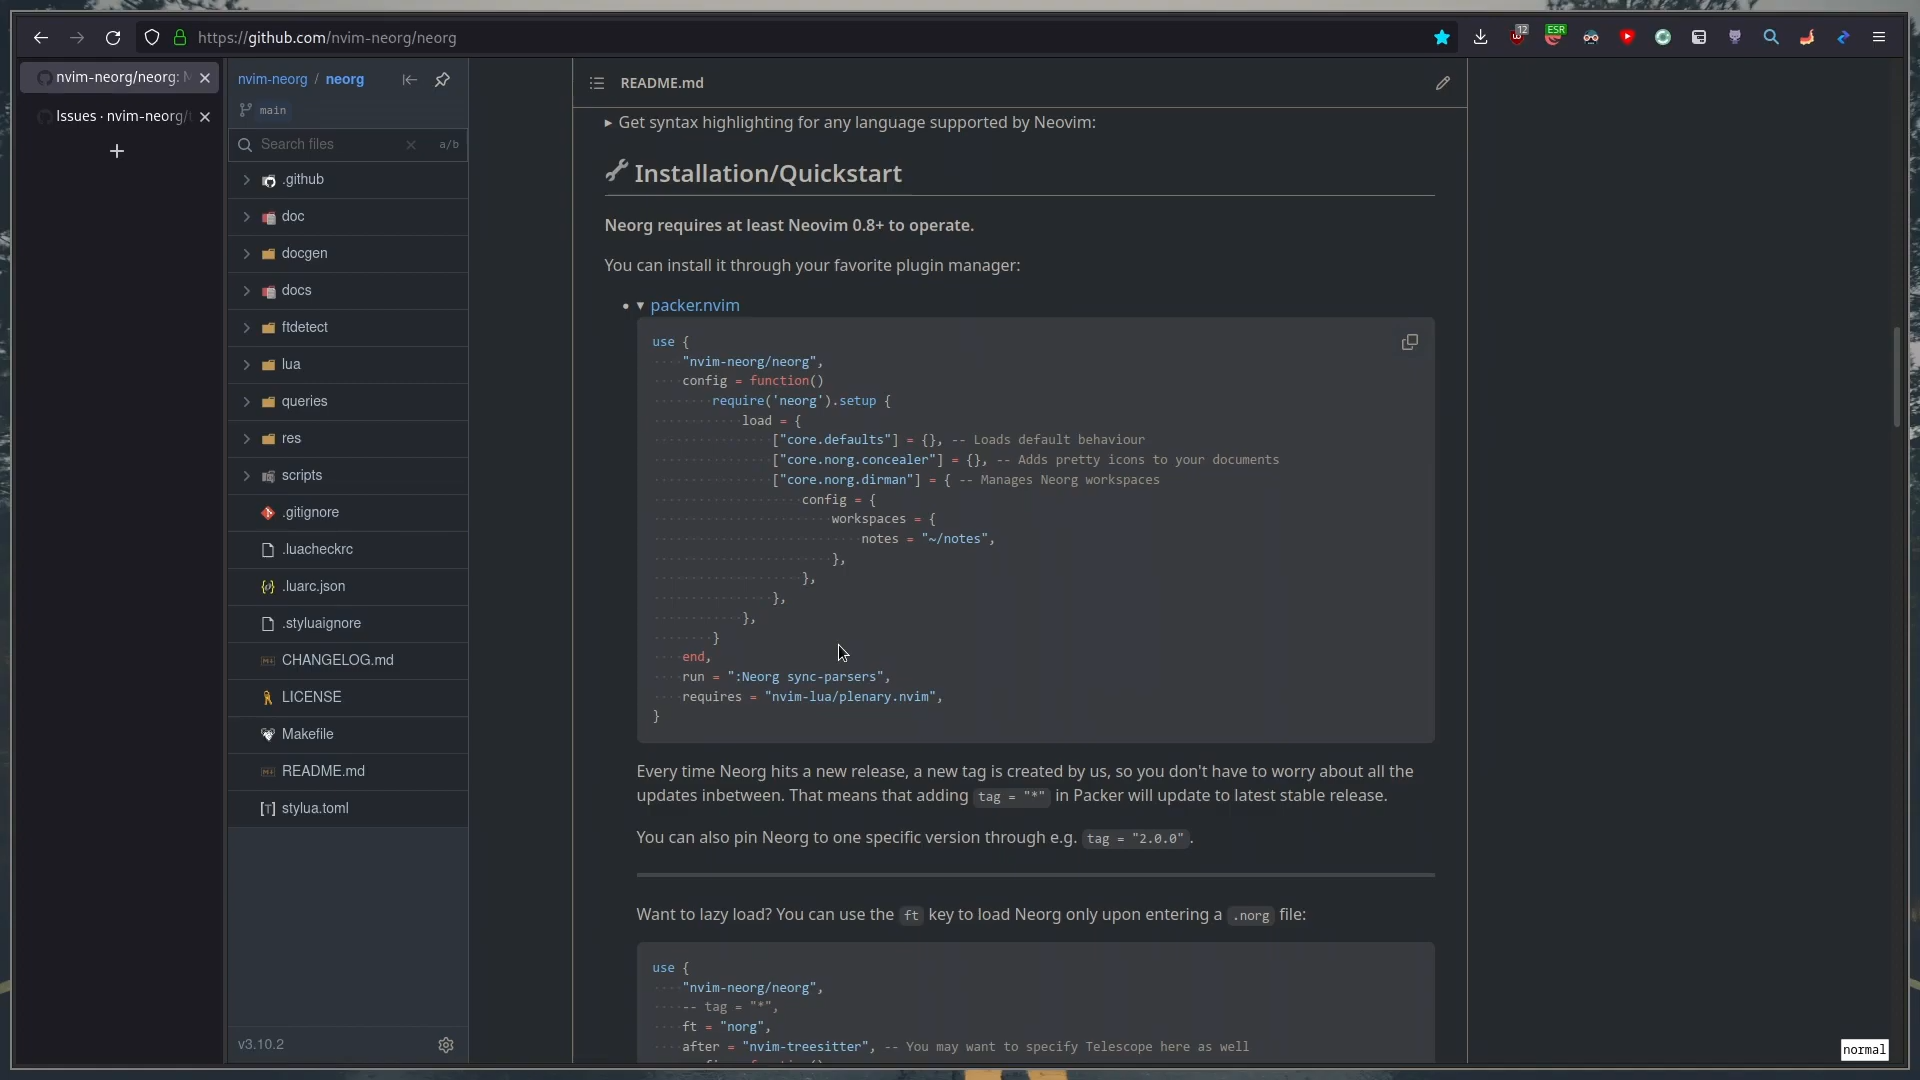 https://github.com/nvim-neorg/neorg
12
ESR
nvim-neorg/neorg:
Issues · nvim-neorg/
nvim-neorg / neorg
main
Search files
a/b
.github
doc
docgen
docs
ftdetect
lua
queries
res
scripts
.gitignore
.luacheckrc
.luarc.json
.styluaignore
CHANGELOG.md
LICENSE
Makefile
README.md
stylua.toml
v3.10.2
README.md
▸ Get syntax highlighting for any language supported by Neovim:
Installation/Quickstart
Neorg requires at least Neovim 0.8+ to operate.
You can install it through your favorite plugin manager:
• ▾ packer.nvim
use {
"nvim-neorg/neorg",
config = function()
require('neorg').setup {
load = {
["core.defaults"] = {}, -- Loads default behaviour
["core.norg.concealer"] = {}, -- Adds pretty icons to your documents
["core.norg.dirman"] = { -- Manages Neorg workspaces
config = {
workspaces = {
notes = "~/notes",
},
},
},
},
}
end,
run = ":Neorg sync-parsers",
requires = "nvim-lua/plenary.nvim",
}
Every time Neorg hits a new release, a new tag is created by us, so you don't have to worry about all the
updates inbetween. That means that adding tag = "*" in Packer will update to latest stable release.
You can also pin Neorg to one specific version through e.g. tag = "2.0.0".
Want to lazy load? You can use the ft key to load Neorg only upon entering a .norg file:
use {
"nvim-neorg/neorg",
-- tag = "*",
ft = "norg",
after = "nvim-treesitter", -- You may want to specify Telescope here as well
normal